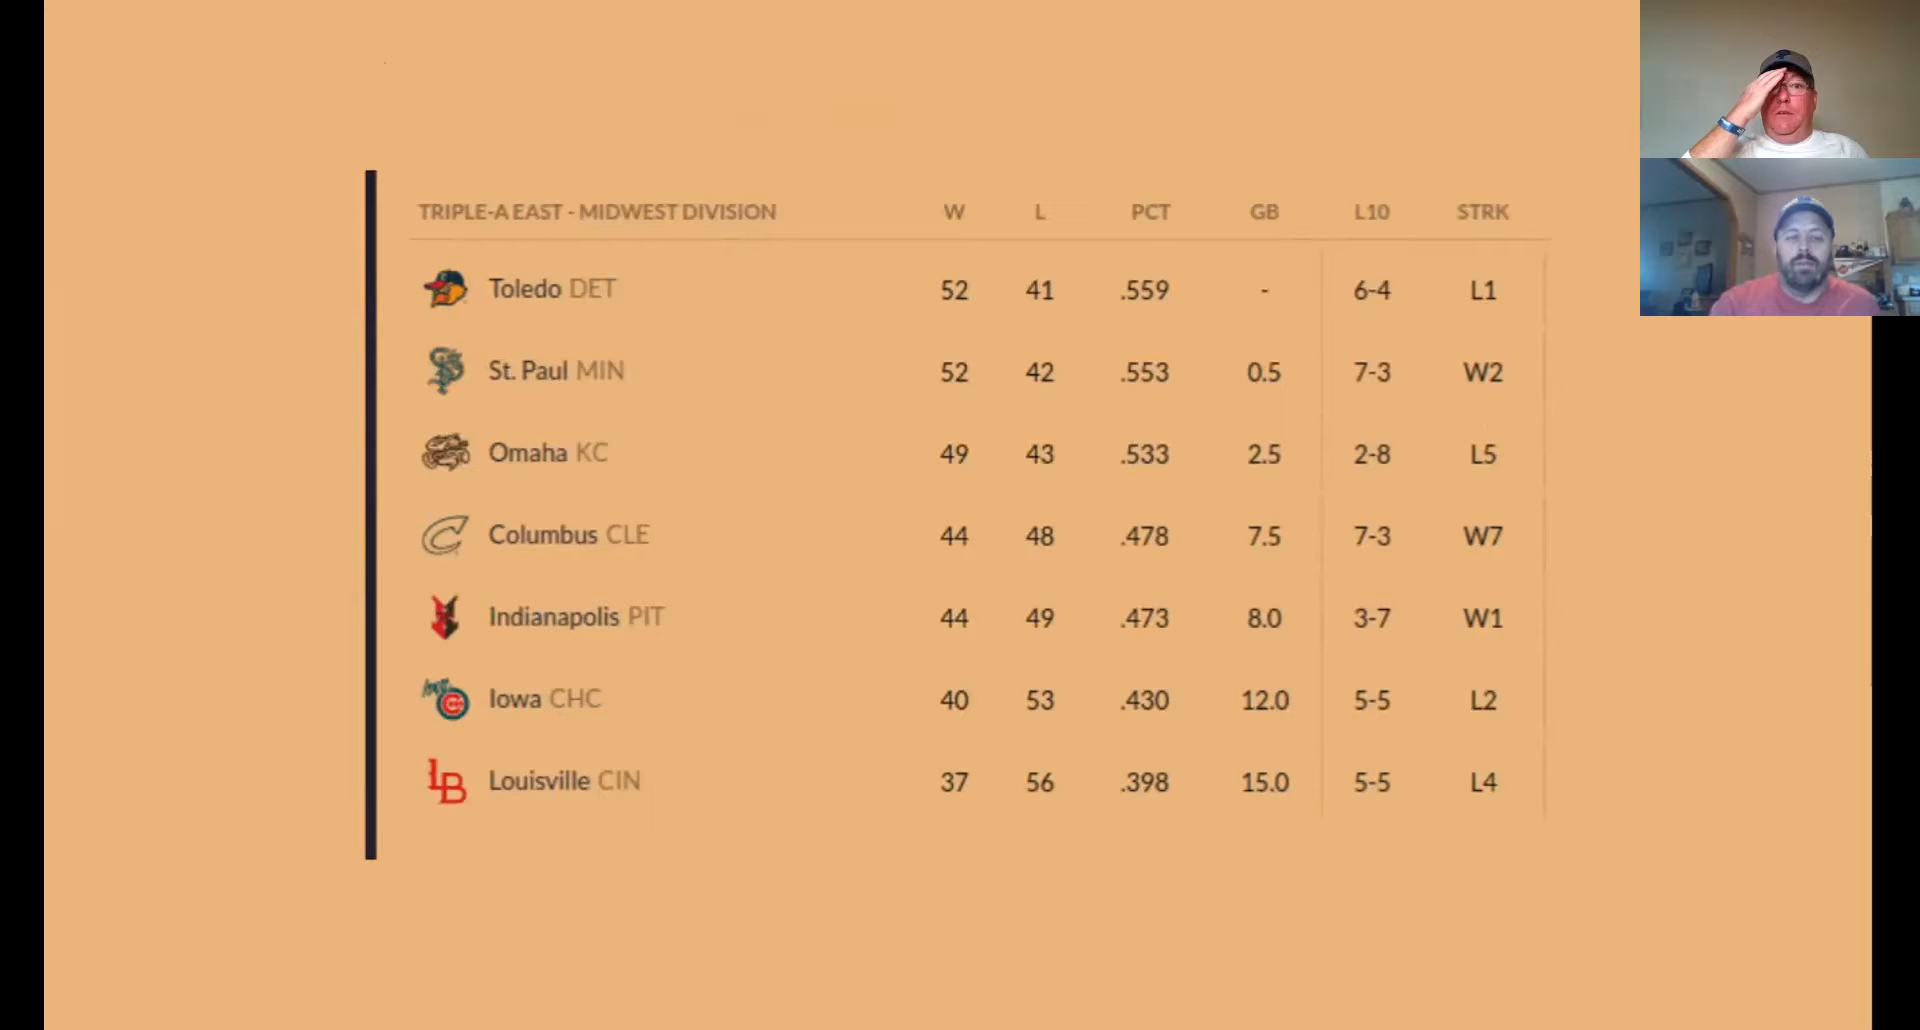 TRIPLE-A EAST - MIDWEST DIVISION W L PCT GB L10 STRK
Toledo DET 52 41 .559 - 6-4 L1
St. Paul MIN 52 42 .553 0.5 7-3 W2
Omaha KC 49 43 .533 2.5 2-8 L5
Columbus CLE 44 48 .478 7.5 7-3 W7
Indianapolis PIT 44 49 .473 8.0 3-7 W1
Iowa CHC 40 53 .430 12.0 5-5 L2
Louisville CIN 37 56 .398 15.0 5-5 L4